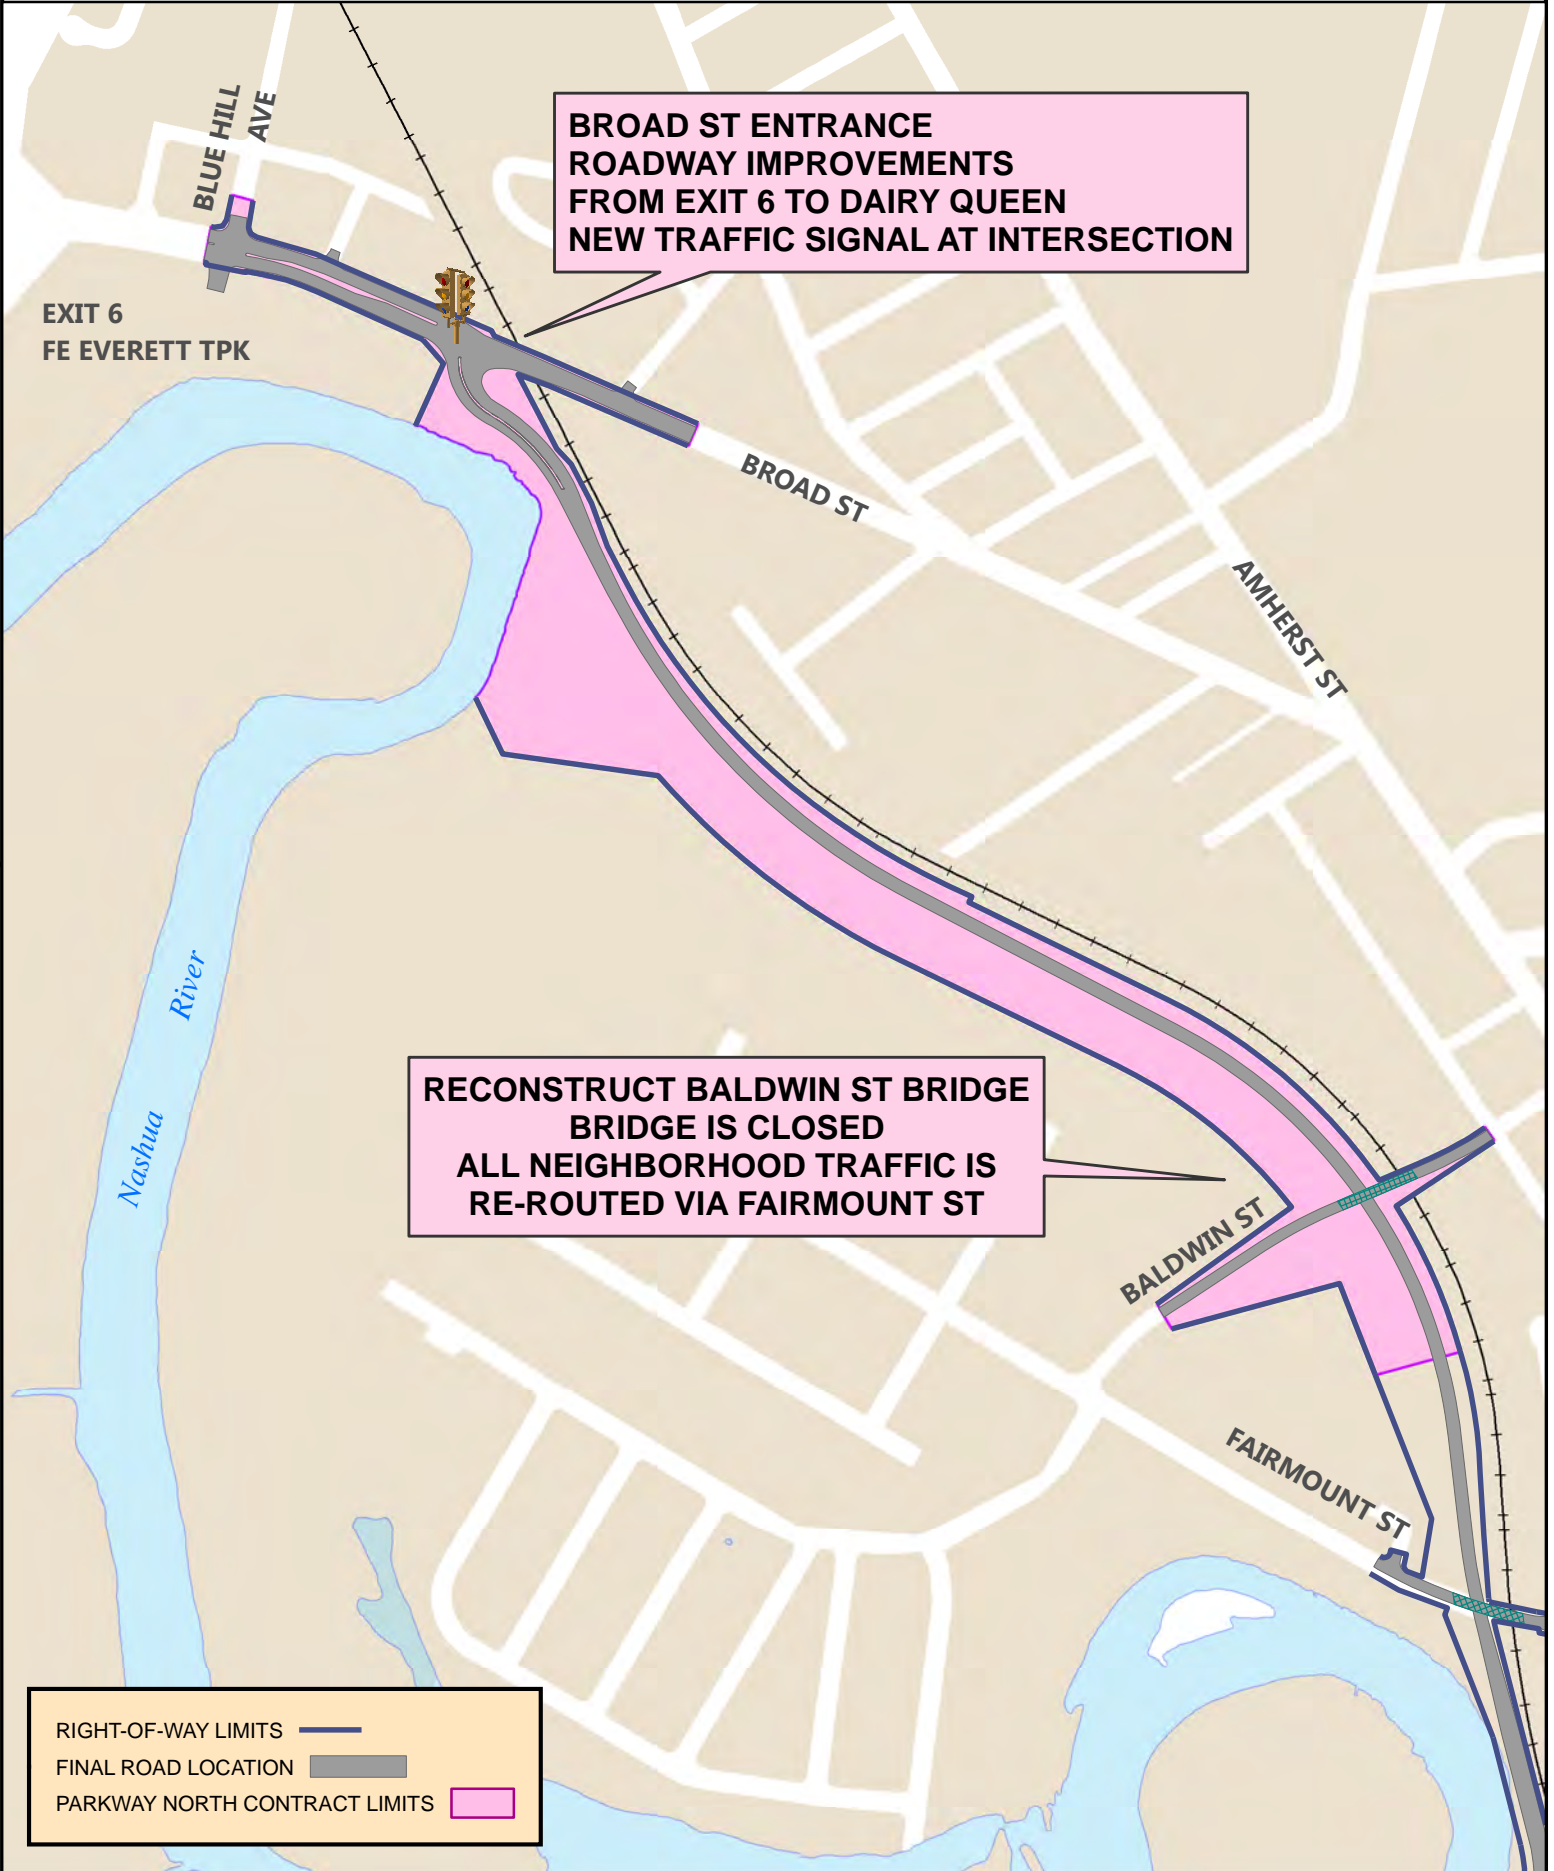 BLUE HILL
AVE
BROAD ST ENTRANCE
ROADWAY IMPROVEMENTS
FROM EXIT 6 TO DAIRY QUEEN
NEW TRAFFIC SIGNAL AT INTERSECTION
EXIT 6
FE EVERETT TPK
BROAD ST
AMHERST ST
Nashua River
RECONSTRUCT BALDWIN ST BRIDGE
BRIDGE IS CLOSED
ALL NEIGHBORHOOD TRAFFIC IS
RE-ROUTED VIA FAIRMOUNT ST
BALDWIN ST
FAIRMOUNT ST
RIGHT-OF-WAY LIMITS
FINAL ROAD LOCATION
PARKWAY NORTH CONTRACT LIMITS